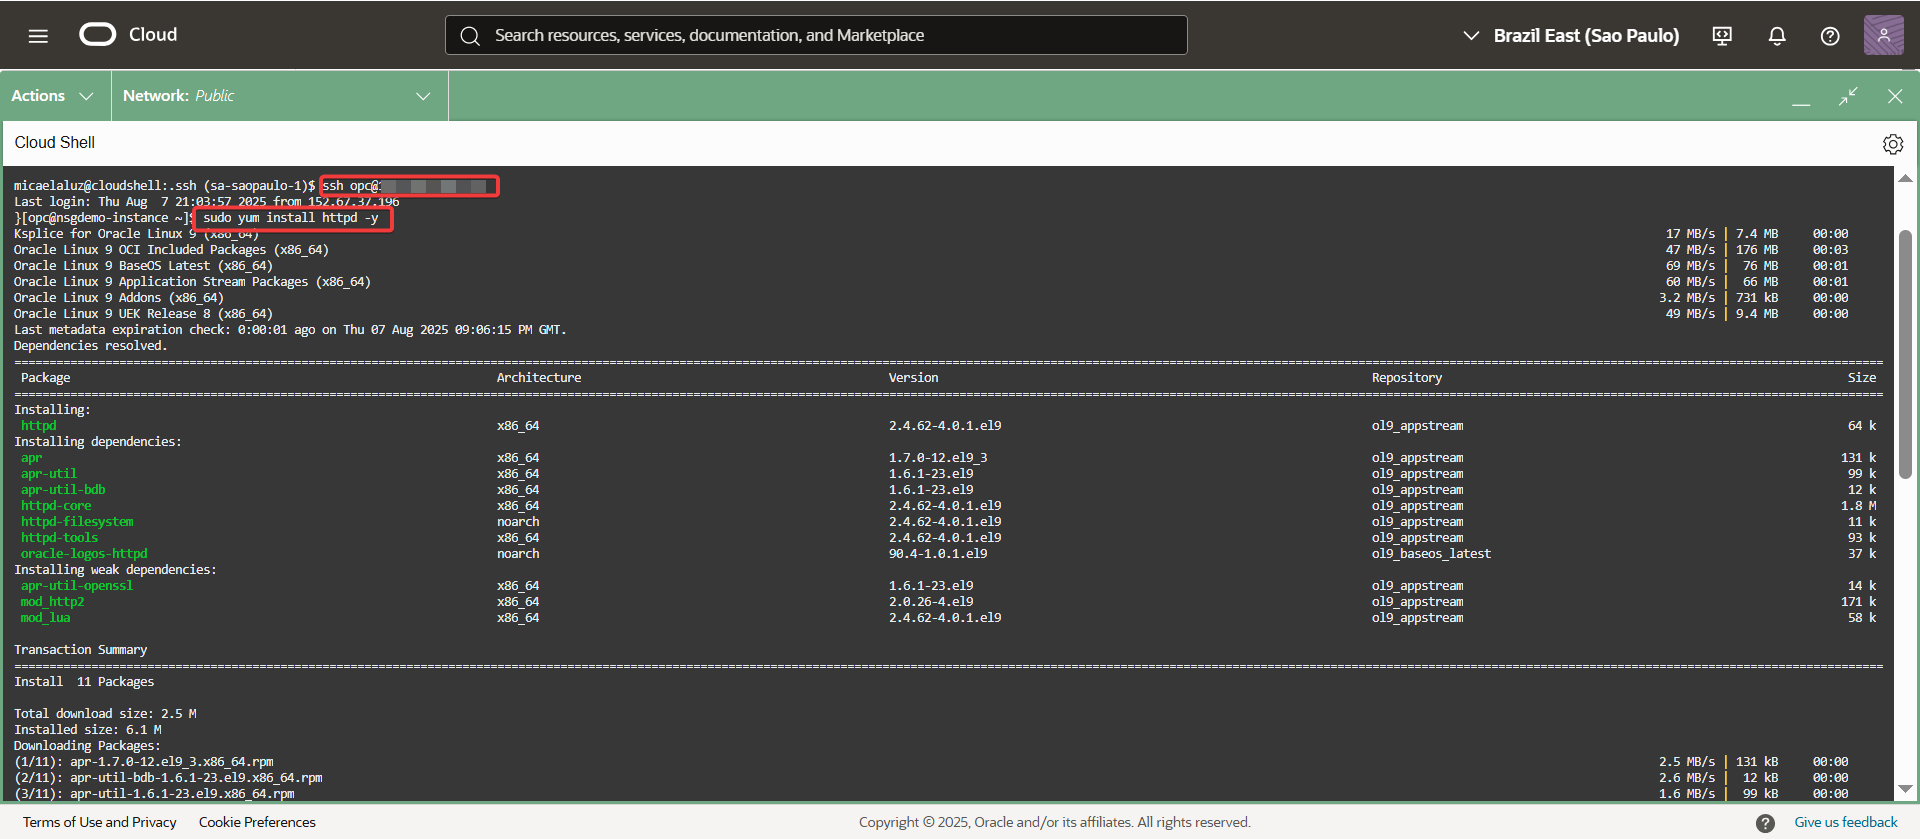 Cloud
Search resources, services, documentation, and Marketplace
Brazil East (Sao Paulo)
Actions
Network: Public
Cloud Shell
micaelaluz@cloudshell:.ssh (sa-saopaulo-1)$ ssh opc@
Last login: Thu Aug  7 21:03:57 2025 from 152.67.37.196
}[opc@nsgdemo-instance ~]$ sudo yum install httpd -y
Ksplice for Oracle Linux 9 (x86_64) 17 MB/s | 7.4 MB 00:00
Oracle Linux 9 OCI Included Packages (x86_64) 47 MB/s | 176 MB 00:03
Oracle Linux 9 BaseOS Latest (x86_64) 69 MB/s | 76 MB 00:01
Oracle Linux 9 Application Stream Packages (x86_64) 60 MB/s | 66 MB 00:01
Oracle Linux 9 Addons (x86_64) 3.2 MB/s | 731 kB 00:00
Oracle Linux 9 UEK Release 8 (x86_64) 49 MB/s | 9.4 MB 00:00
Last metadata expiration check: 0:00:01 ago on Thu 07 Aug 2025 09:06:15 PM GMT.
Dependencies resolved.
Package Architecture Version Repository Size
Installing:
httpd x86_64 2.4.62-4.0.1.el9 ol9_appstream 64 k
Installing dependencies:
apr x86_64 1.7.0-12.el9_3 ol9_appstream 131 k
apr-util x86_64 1.6.1-23.el9 ol9_appstream 99 k
apr-util-bdb x86_64 1.6.1-23.el9 ol9_appstream 12 k
httpd-core x86_64 2.4.62-4.0.1.el9 ol9_appstream 1.8 M
httpd-filesystem noarch 2.4.62-4.0.1.el9 ol9_appstream 11 k
httpd-tools x86_64 2.4.62-4.0.1.el9 ol9_appstream 93 k
oracle-logos-httpd noarch 90.4-1.0.1.el9 ol9_baseos_latest 37 k
Installing weak dependencies:
apr-util-openssl x86_64 1.6.1-23.el9 ol9_appstream 14 k
mod_http2 x86_64 2.0.26-4.el9 ol9_appstream 171 k
mod_lua x86_64 2.4.62-4.0.1.el9 ol9_appstream 58 k
Transaction Summary
Install  11 Packages
Total download size: 2.5 M
Installed size: 6.1 M
Downloading Packages:
(1/11): apr-1.7.0-12.el9_3.x86_64.rpm 2.5 MB/s | 131 kB 00:00
(2/11): apr-util-bdb-1.6.1-23.el9.x86_64.rpm 2.6 MB/s | 12 kB 00:00
(3/11): apr-util-1.6.1-23.el9.x86_64.rpm 1.6 MB/s | 99 kB 00:00
Terms of Use and Privacy
Cookie Preferences
Copyright © 2025, Oracle and/or its affiliates. All rights reserved.
Give us feedback